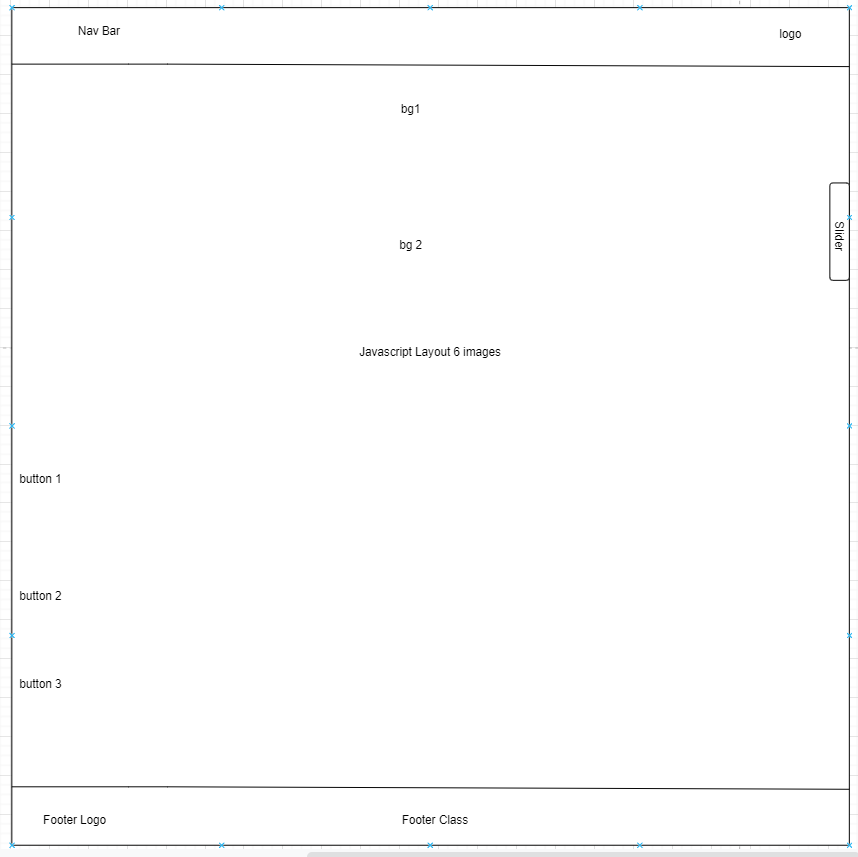 Nav Bar
logo
bg1
Slider
bg 2
Javascript Layout 6 images
button 1
button 2
button 3
Footer Logo
Footer Class